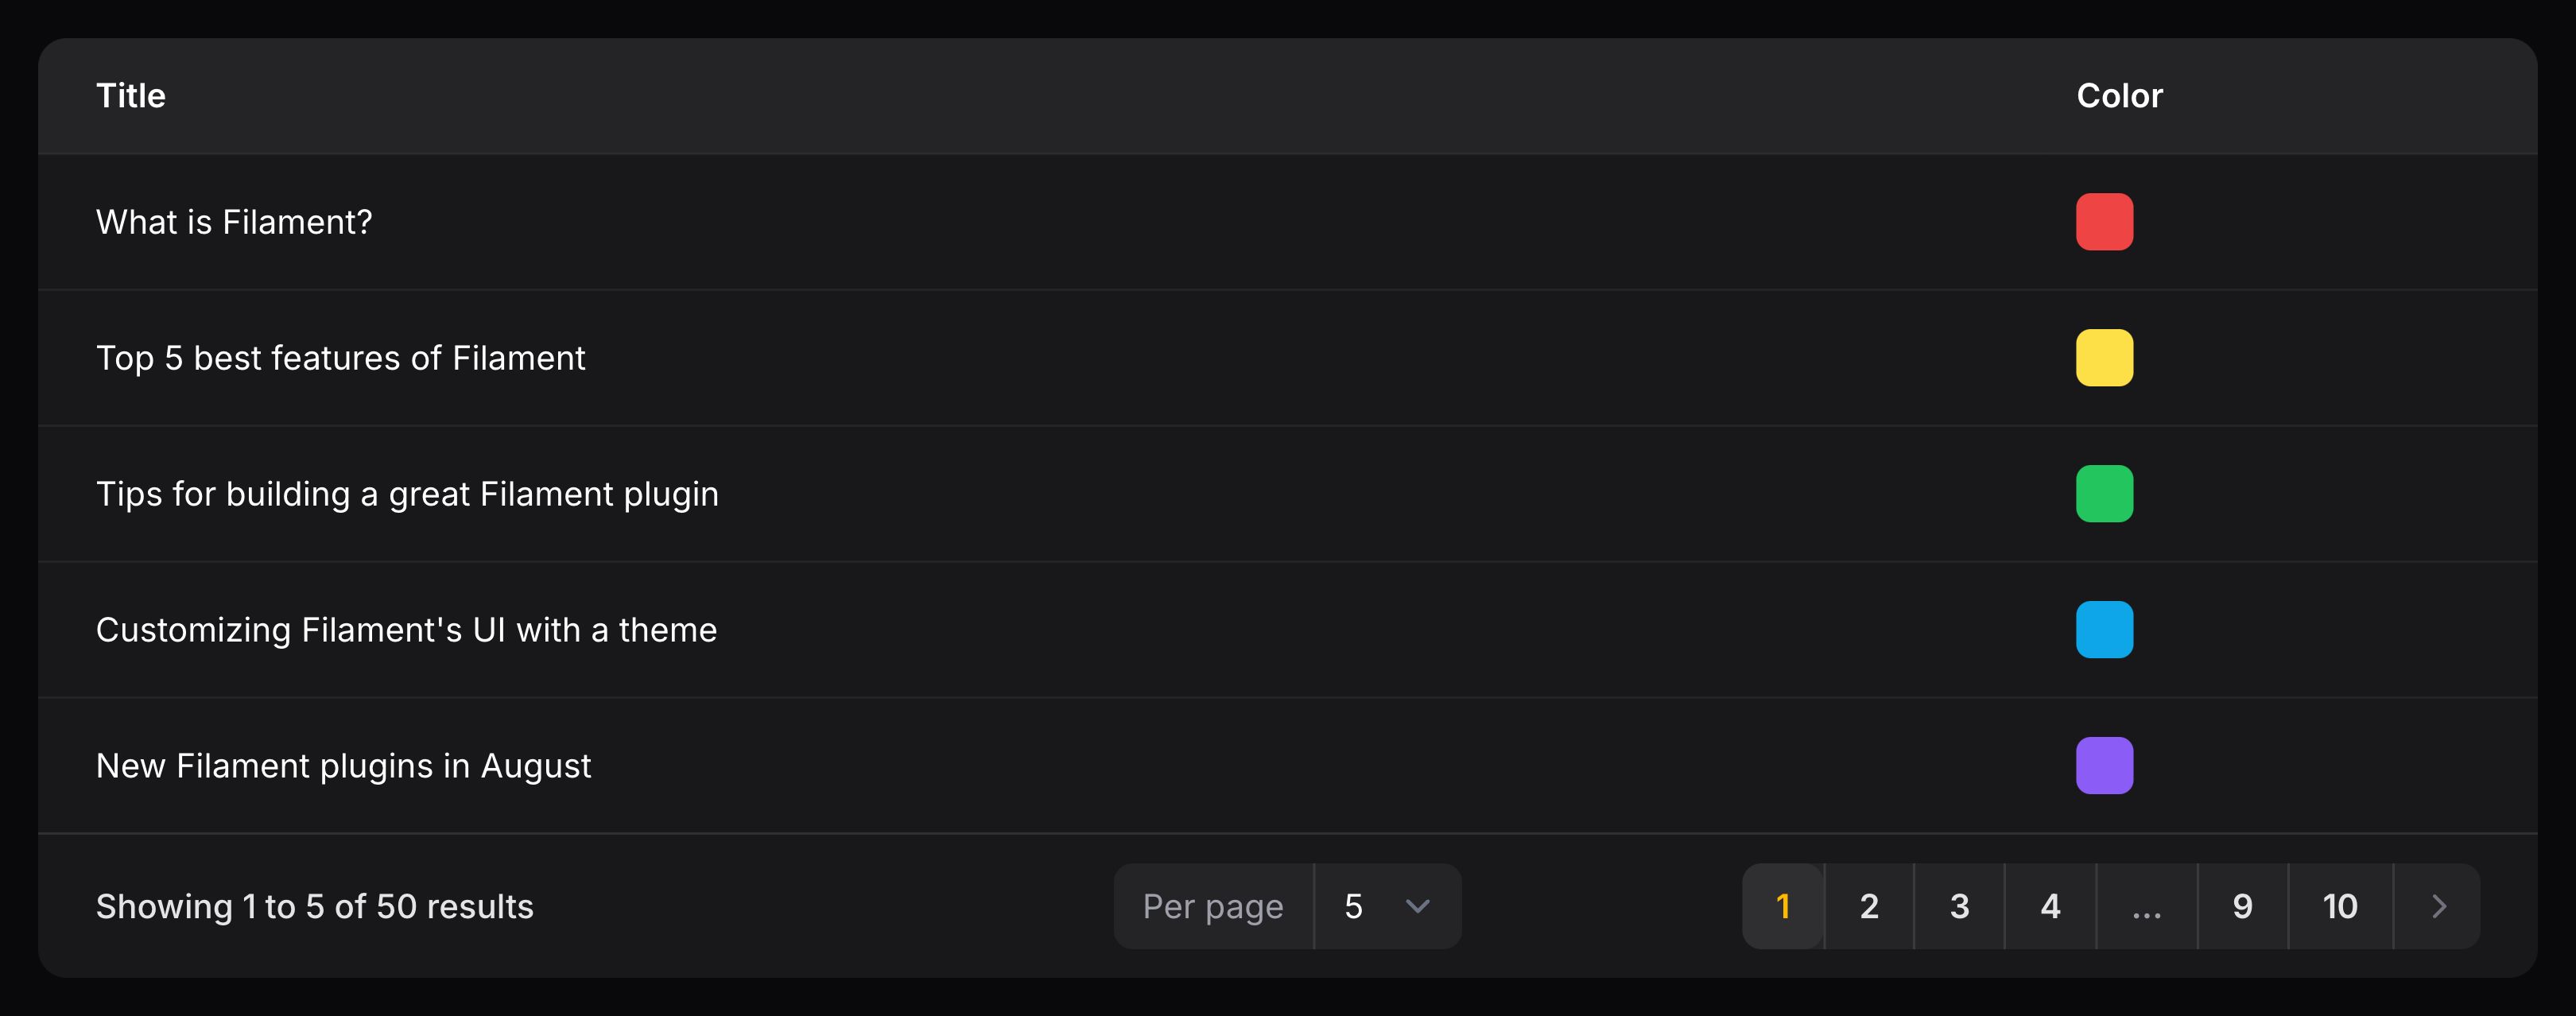 Title Color
What is Filament?
Top 5 best features of Filament
Tips for building a great Filament plugin
Customizing Filament's UI with a theme
New Filament plugins in August
Showing 1 to 5 of 50 results Per page 5 1 2 3 4 ... 9 10